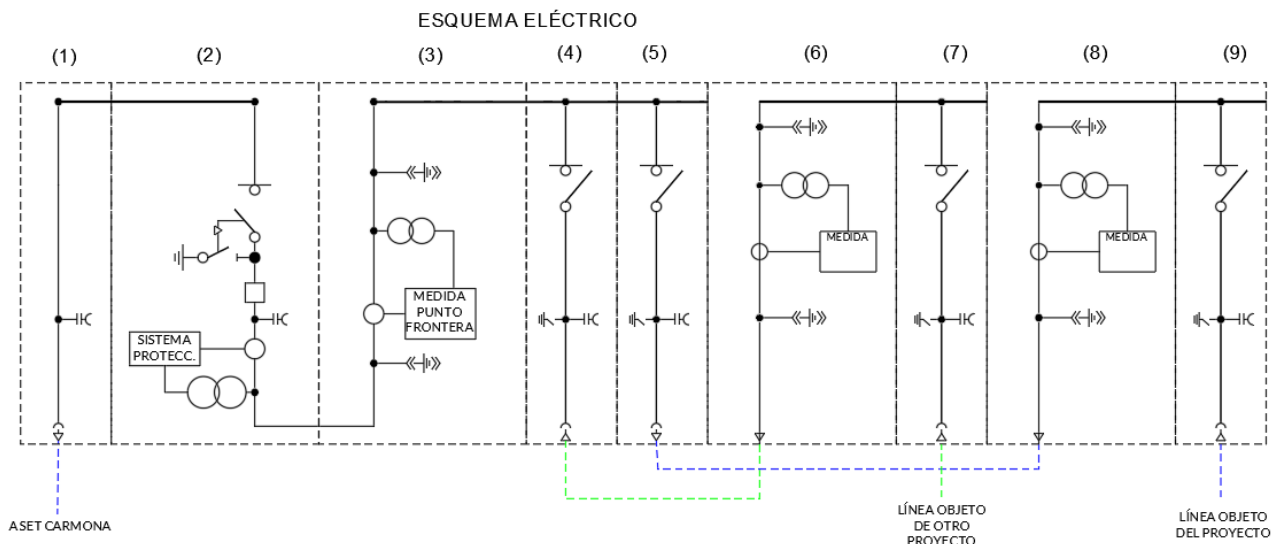 ESQUEMA ELÉCTRICO
(1) (2) (3) (4) (5) (6) (7) (8) (9)
MEDIDA
MEDIDA
MEDIDA
PUNTO
FRONTERA
SISTEMA
PROTECC.
A SET CARMONA
LÍNEA OBJETO
DE OTRO
PROYECTO
LÍNEA OBJETO
DEL PROYECTO